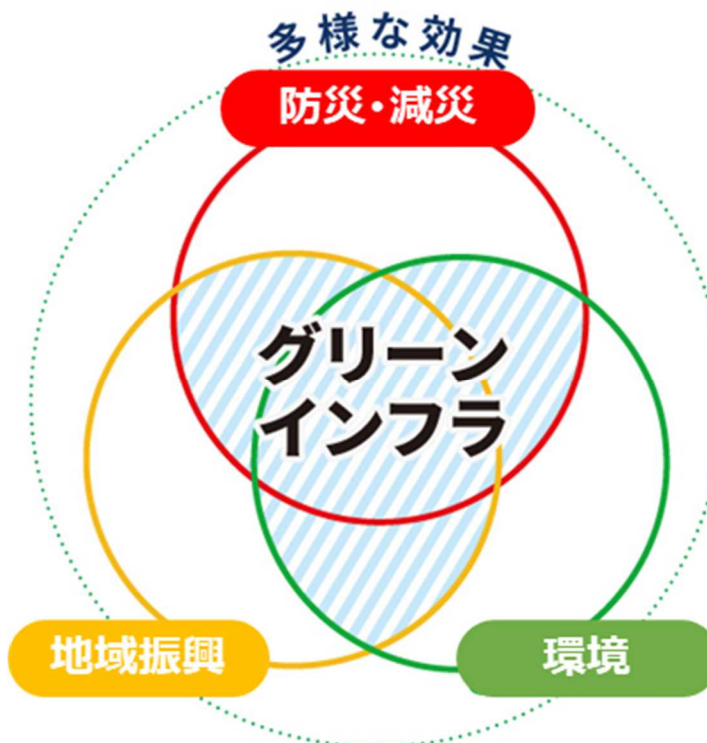 多様な効果
防災・減災
グリーン
インフラ
地域振興
環境